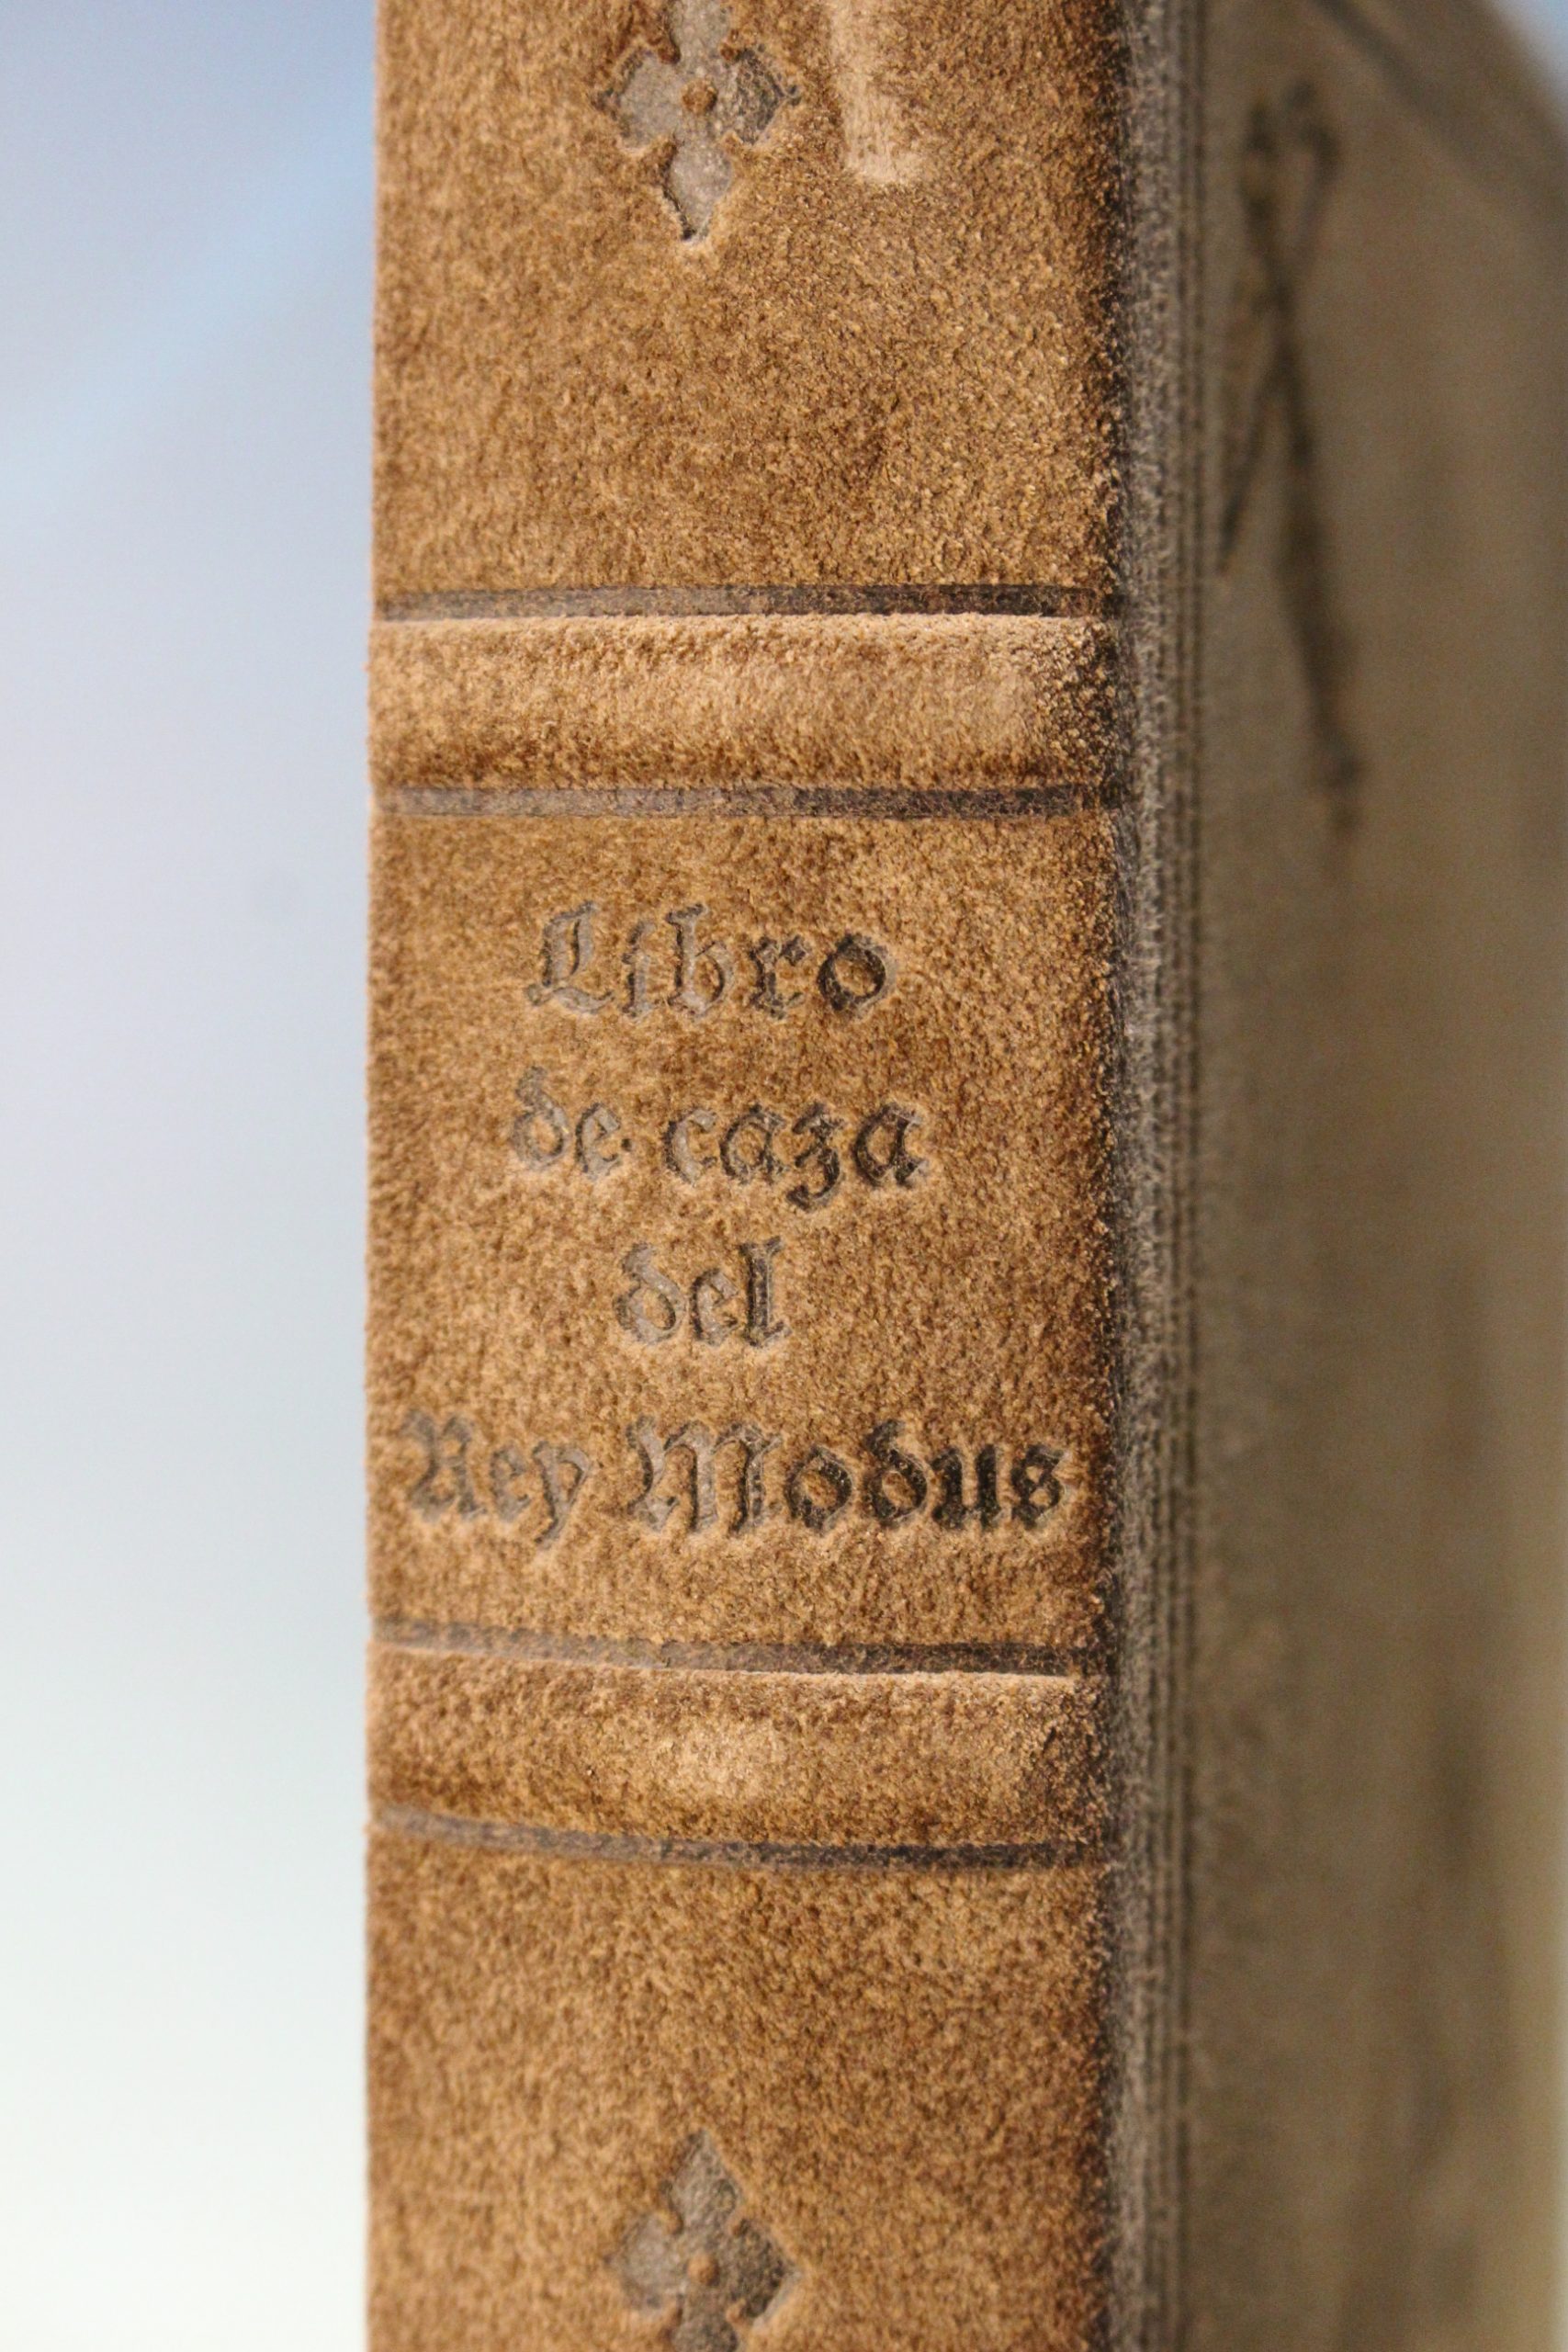 Libro
de caza
del
Rey Modus